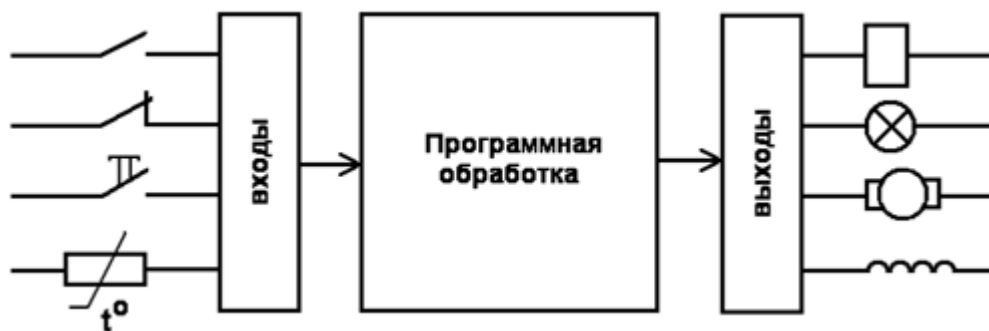 входы
Программная
обработка
выходы
t°